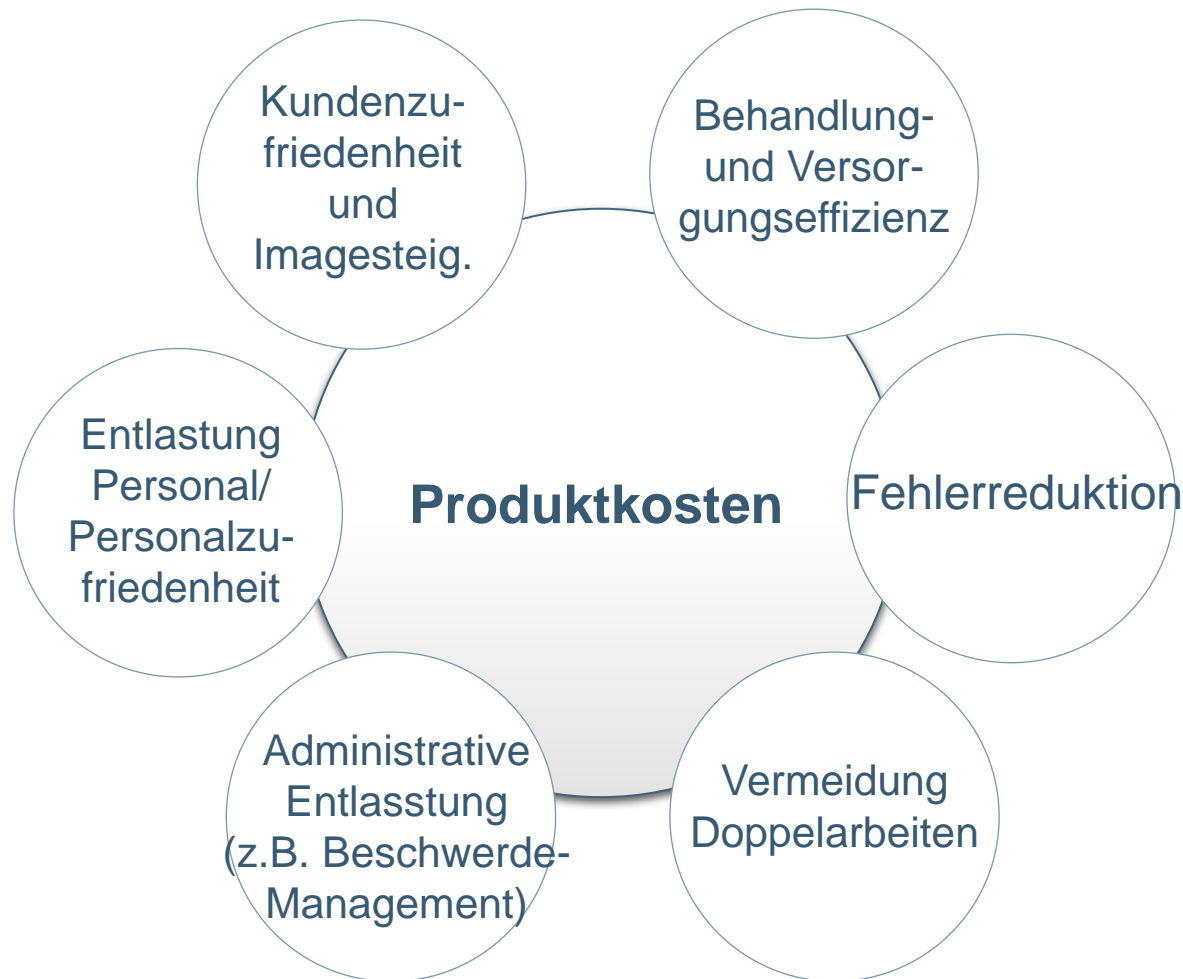 Kundenzu-
friedenheit
und
Imagesteig.
Behandlung-
und Versor-
gungseffizienz
Entlastung
Personal/
Personalzu-
friedenheit
Produktkosten
Fehlerreduktion
Administrative
Entlasstung
(z.B. Beschwerde-
Management)
Vermeidung
Doppelarbeiten